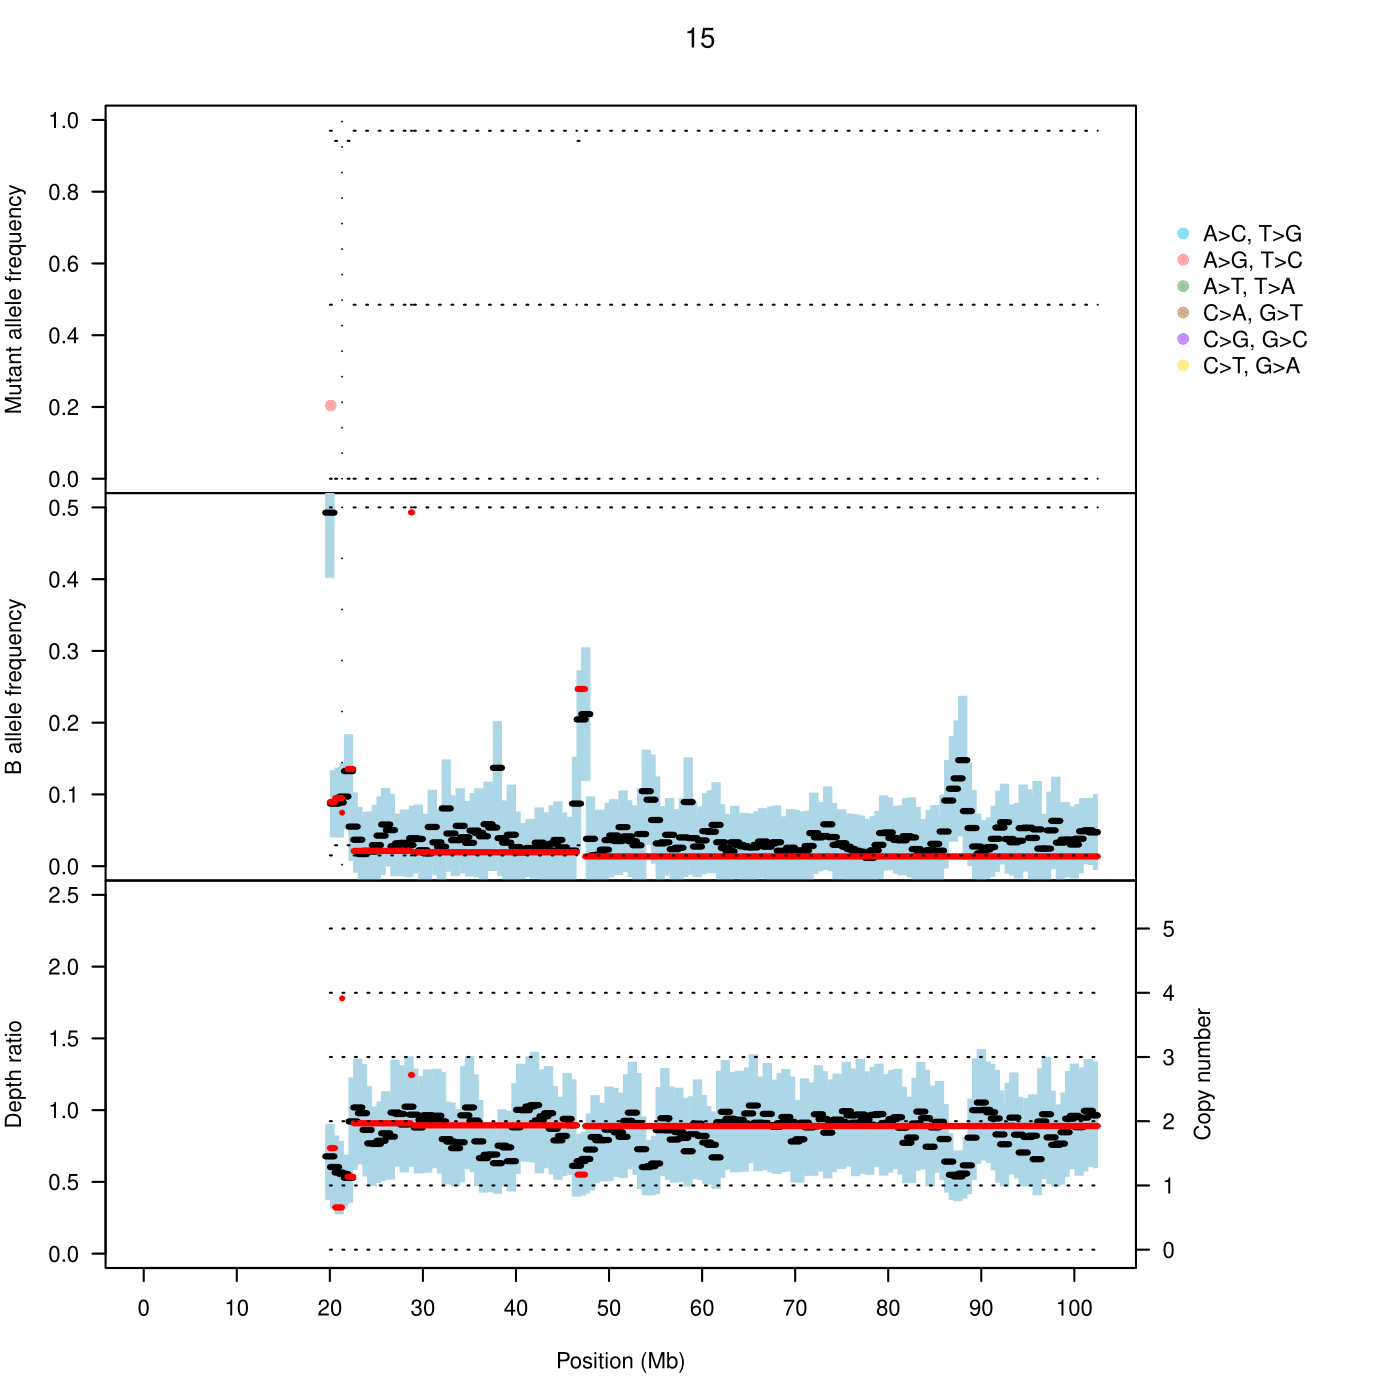 15
Mutant allele frequency
1.0
0.8
0.6
0.4
0.2
0.0
A>C, T>G
A>G, T>C
A>T, T>A
C>A, G>T
C>G, G>C
C>T, G>A
B allele frequency
0.5
0.4
0.3
0.2
0.1
0.0
Depth ratio
2.5
2.0
1.5
1.0
0.5
0.0
5
4
3
2
1
0
Copy number
0 10 20 30 40 50 60 70 80 90 100
Position (Mb)